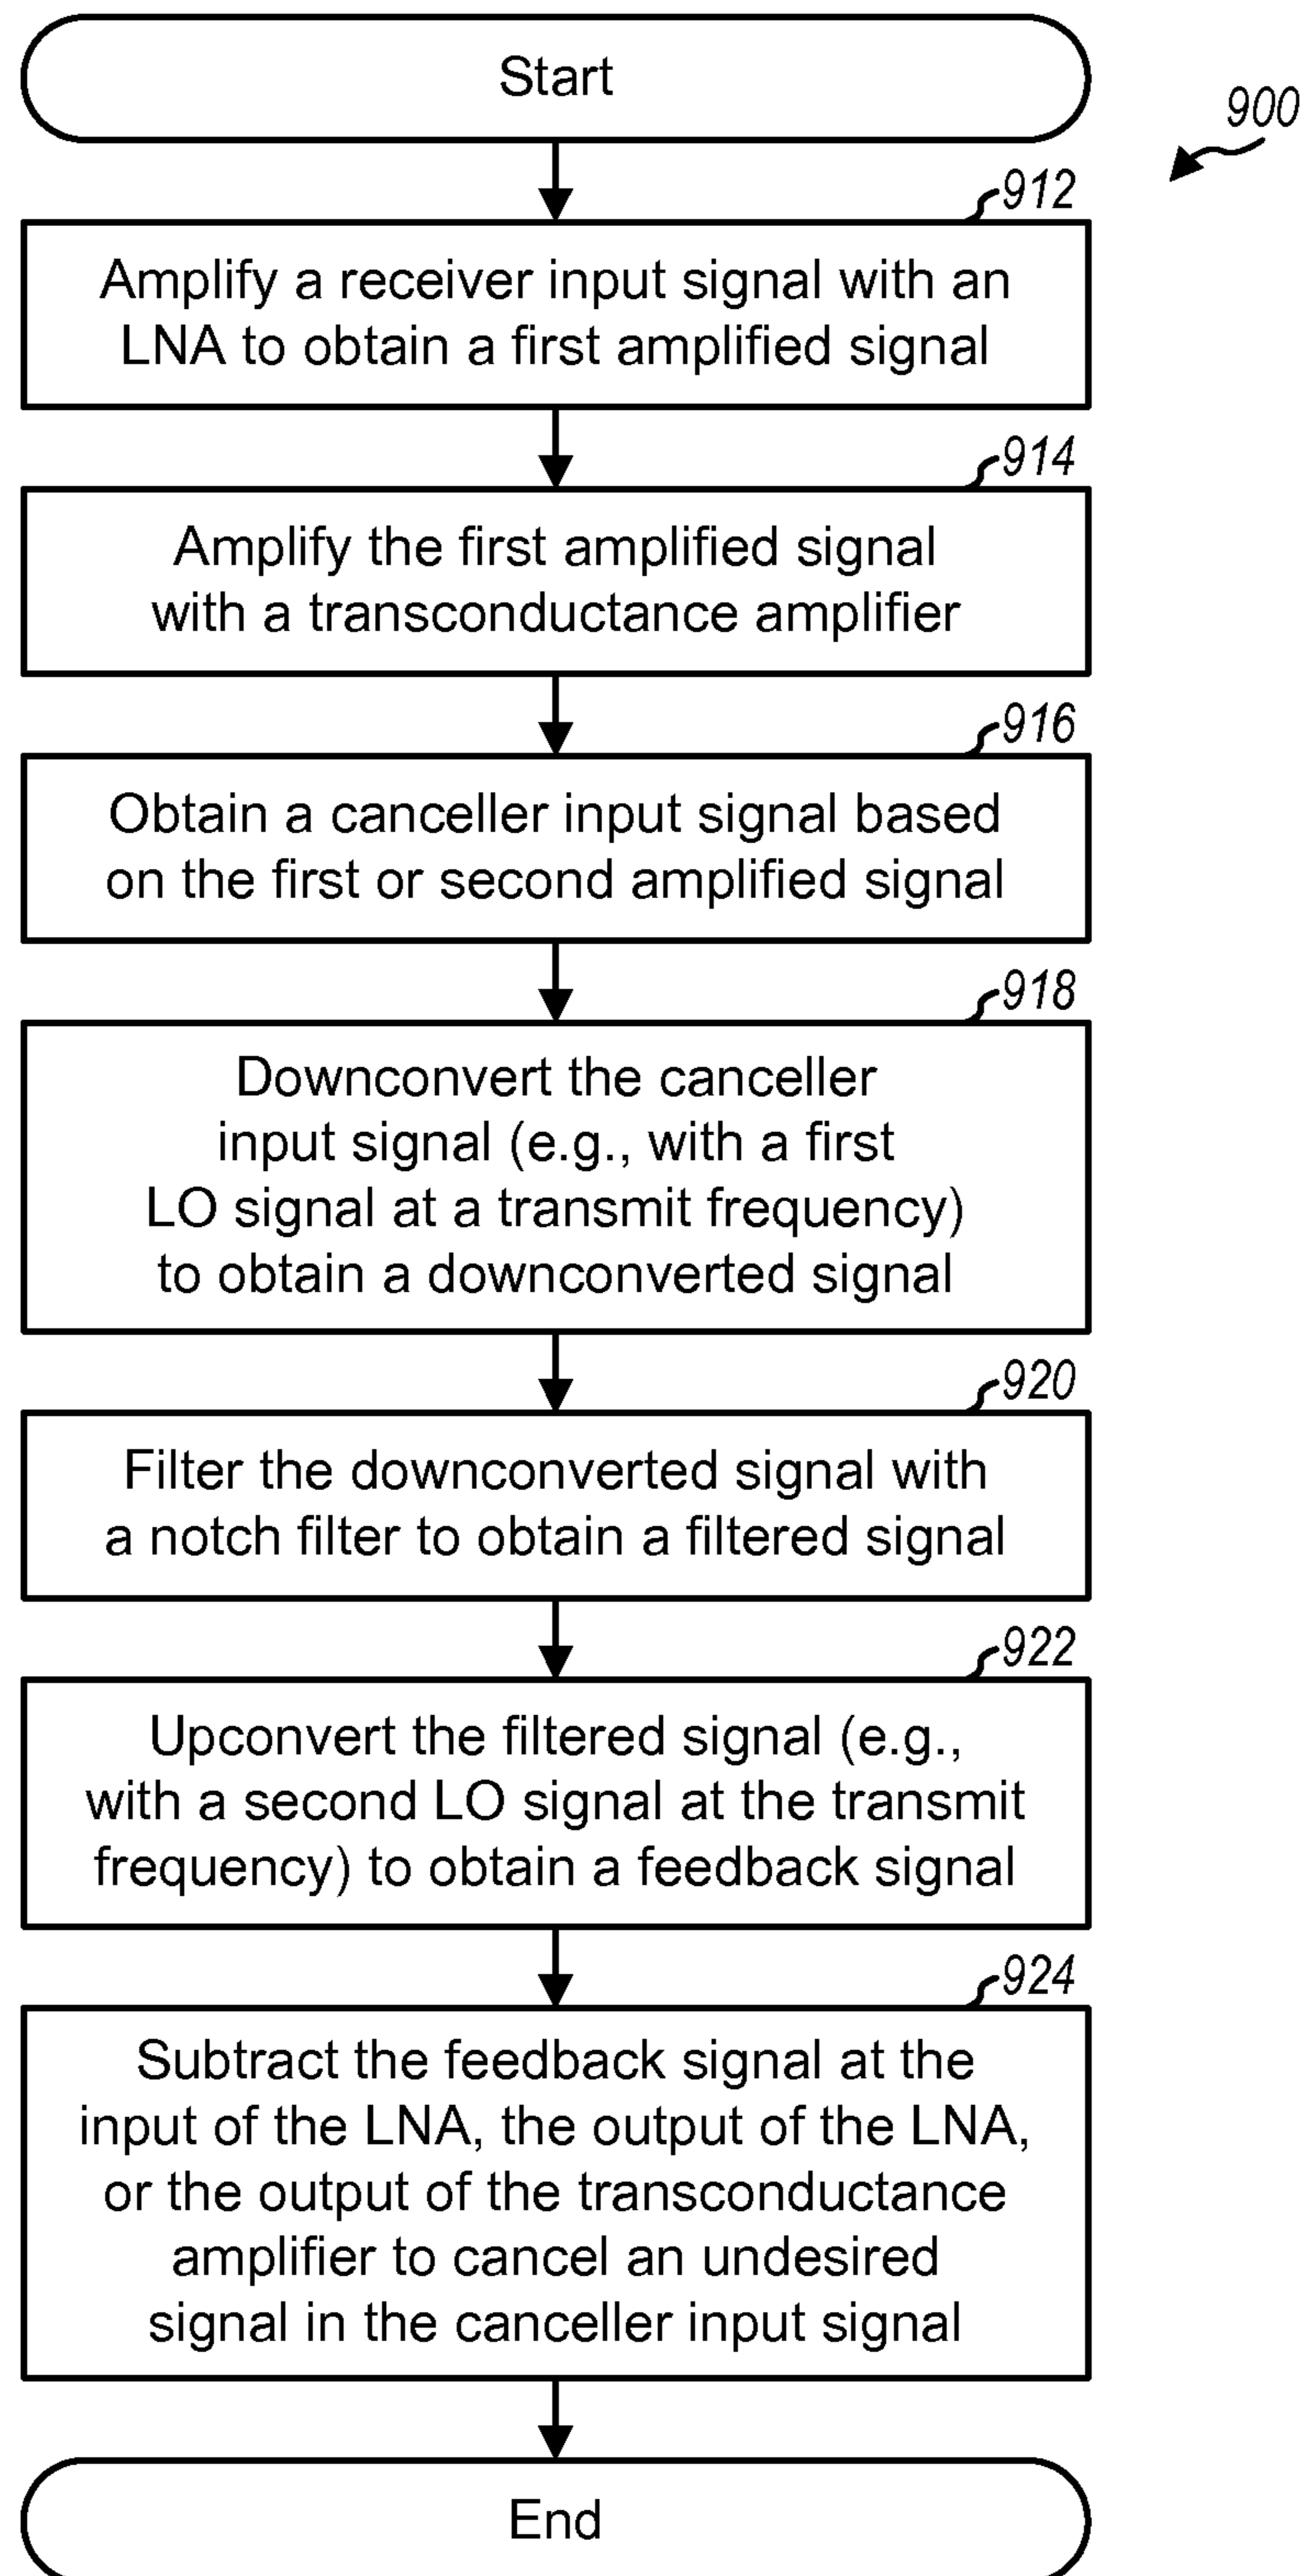 Start
900
912
Amplify a receiver input signal with an
LNA to obtain a first amplified signal
914
Amplify the first amplified signal
with a transconductance amplifier
916
Obtain a canceller input signal based
on the first or second amplified signal
918
Downconvert the canceller
input signal (e.g., with a first
LO signal at a transmit frequency)
to obtain a downconverted signal
920
Filter the downconverted signal with
a notch filter to obtain a filtered signal
922
Upconvert the filtered signal (e.g.,
with a second LO signal at the transmit
frequency) to obtain a feedback signal
924
Subtract the feedback signal at the
input of the LNA, the output of the LNA,
or the output of the transconductance
amplifier to cancel an undesired
signal in the canceller input signal
End